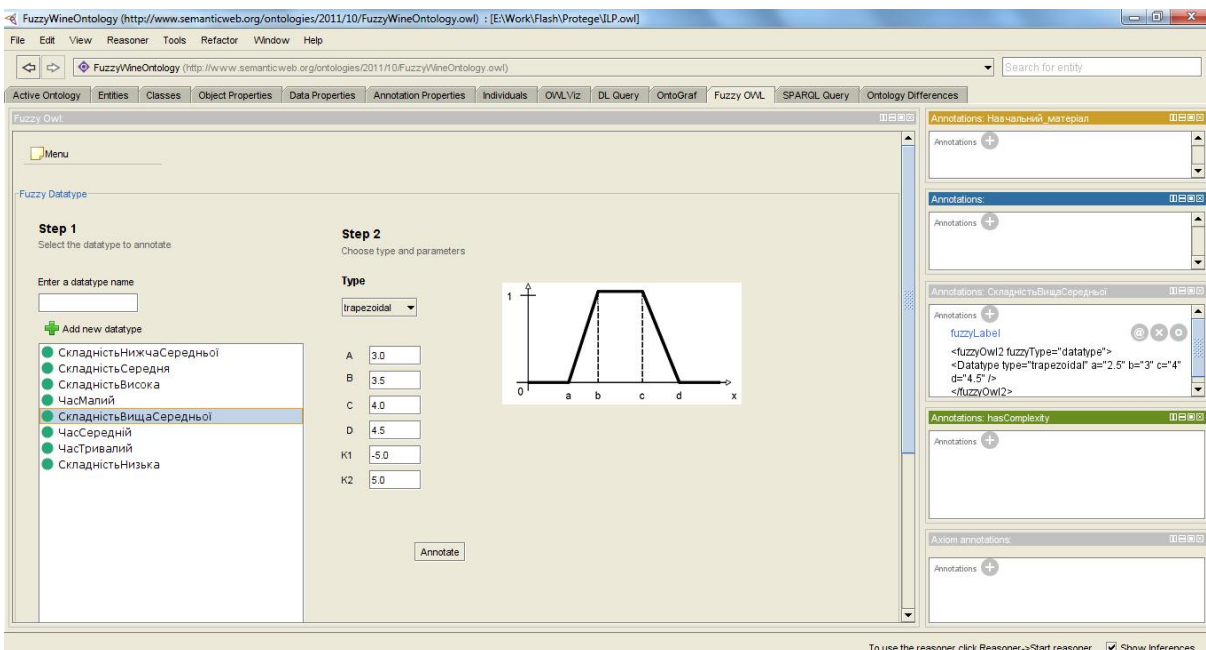 FuzzyWineOntology (http://www.semanticweb.org/ontologies/2011/10/FuzzyWineOntology.owl) : [E:\Work\Flash\Protege\ILP.owl]
File Edit View Reasoner Tools Refactor Window Help
FuzzyWineOntology (http://www.semanticweb.org/ontologies/2011/10/FuzzyWineOntology.owl)
Search for entity
Active Ontology Entities Classes Object Properties Data Properties Annotation Properties Individuals OWLViz DL Query OntoGraf Fuzzy OWL SPARQL Query Ontology Differences
Fuzzy Owl:
Menu
Fuzzy Datatype
Step 1
Select the datatype to annotate
Enter a datatype name
Add new datatype
СкладністьНижчаСередньої
СкладністьСередня
СкладністьВисока
ЧасМалий
СкладністьВищаСередньої
ЧасСередній
ЧасТривалий
СкладністьНизька
Step 2
Choose type and parameters
Type
trapezoidal
A 3.0
B 3.5
C 4.0
D 4.5
K1 -5.0
K2 5.0
Annotate
1
0 a b c d x
Annotations: Навчальний_матеріал
Annotations
Annotations:
Annotations
Annotations: СкладністьВищаСередньої
Annotations
fuzzyLabel
<fuzzyOwl2 fuzzyType="datatype">
<Datatype type="trapezoidal" a="2.5" b="3" c="4"
d="4.5" />
</fuzzyOwl2>
Annotations: hasComplexity
Annotations
Axiom annotations:
Annotations
To use the reasoner click Reasoner->Start reasoner Show Inferences